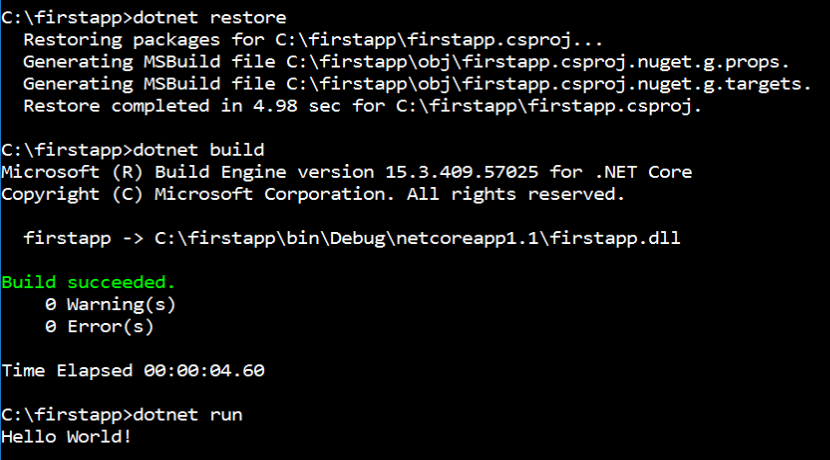 C:\firstapp>dotnet restore
  Restoring packages for C:\firstapp\firstapp.csproj...
  Generating MSBuild file C:\firstapp\obj\firstapp.csproj.nuget.g.props.
  Generating MSBuild file C:\firstapp\obj\firstapp.csproj.nuget.g.targets.
  Restore completed in 4.98 sec for C:\firstapp\firstapp.csproj.
C:\firstapp>dotnet build
Microsoft (R) Build Engine version 15.3.409.57025 for .NET Core
Copyright (C) Microsoft Corporation. All rights reserved.
  firstapp -> C:\firstapp\bin\Debug\netcoreapp1.1\firstapp.dll
Build succeeded.
    0 Warning(s)
    0 Error(s)
Time Elapsed 00:00:04.60
C:\firstapp>dotnet run
Hello World!